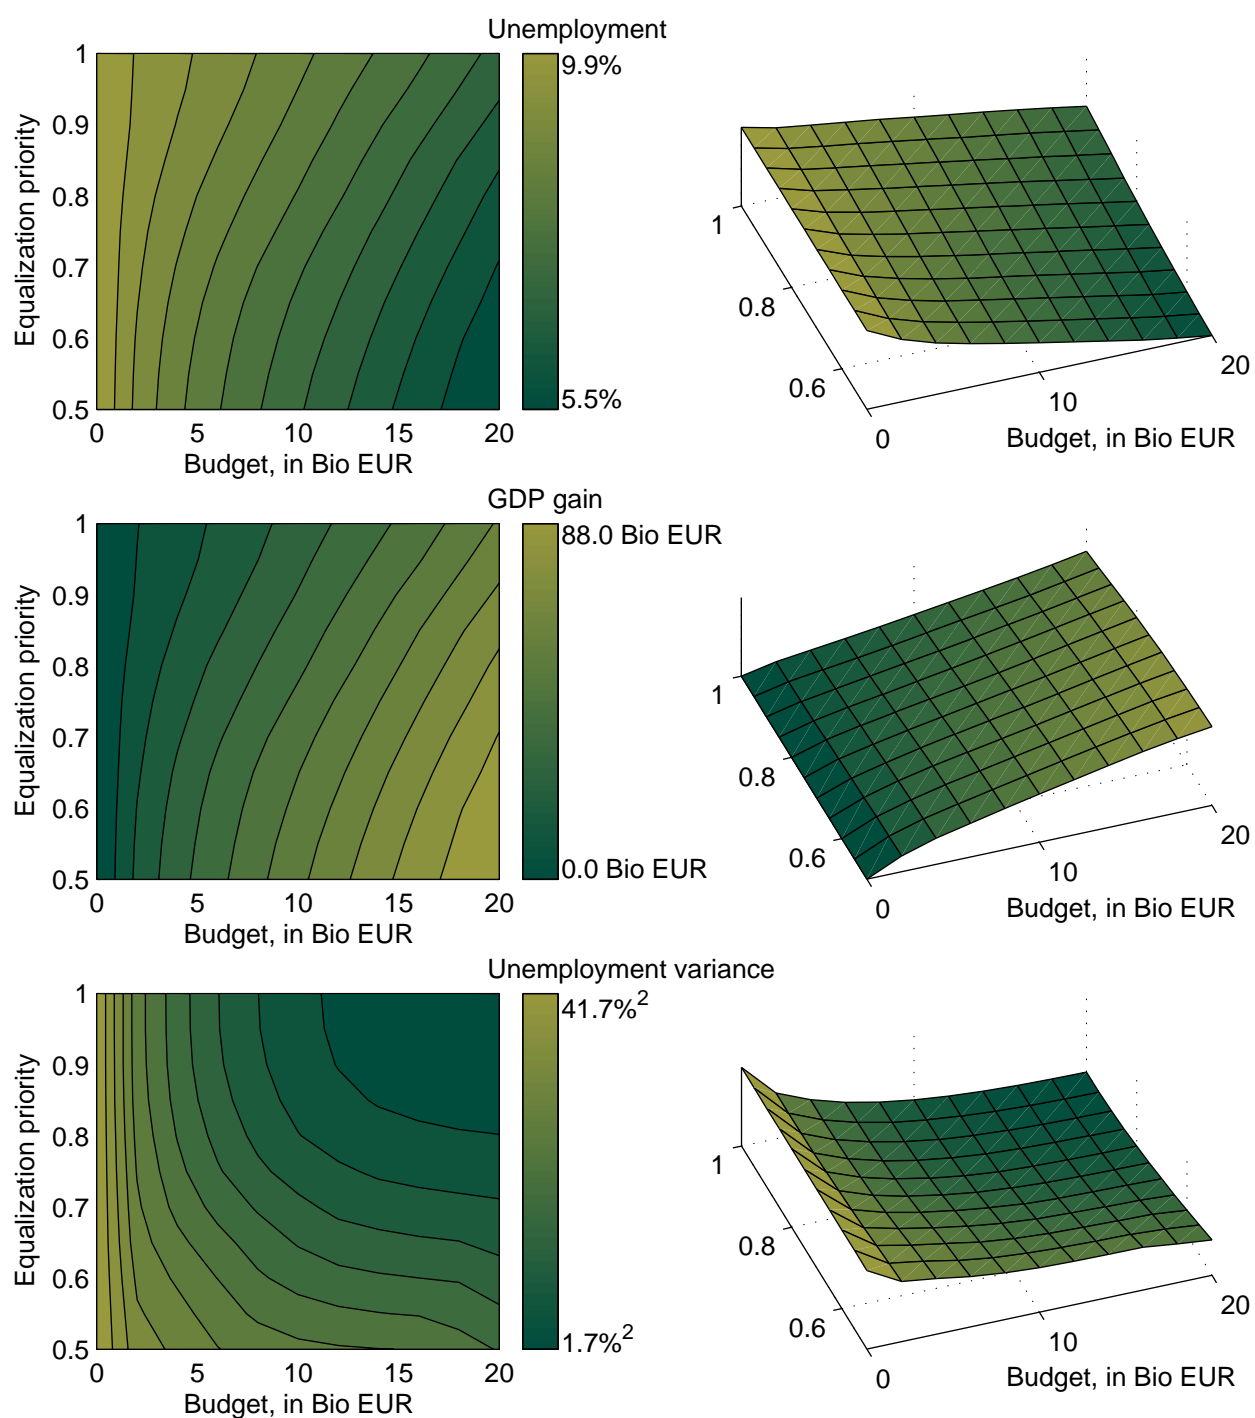 Unemployment
1
0.9
0.8
0.7
0.6
0.5
Equalization priority
0 5 10 15 20
Budget, in Bio EUR
9.9%
5.5%
1
0.8
0.6
0
10
20
Budget, in Bio EUR
GDP gain
1
0.9
0.8
0.7
0.6
0.5
Equalization priority
0 5 10 15 20
Budget, in Bio EUR
88.0 Bio EUR
0.0 Bio EUR
1
0.8
0.6
0
10
20
Budget, in Bio EUR
Unemployment variance
1
0.9
0.8
0.7
0.6
0.5
Equalization priority
0 5 10 15 20
Budget, in Bio EUR
41.7%²
1.7%²
1
0.8
0.6
0
10
20
Budget, in Bio EUR